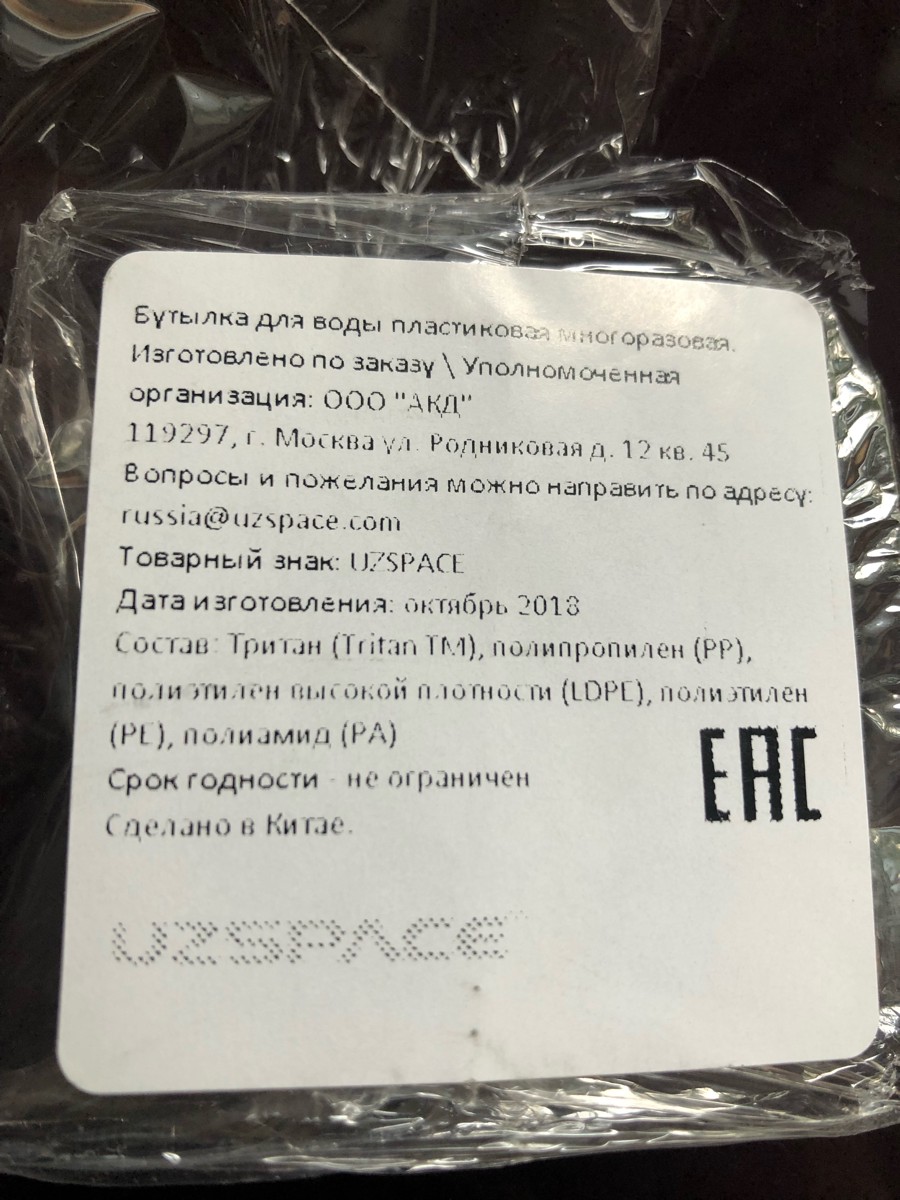 Бутылка для воды пластиковая многоразовая.
Изготовлено по заказу \ Уполномоченная
организация: ООО "АКД"
119297, г. Москва ул. Родниковая д. 12 кв. 45
Вопросы и пожелания можно направить по адресу:
russia@uzspace.com
Товарный знак: UZSPACE
Дата изготовления: октябрь 2018
Состав: Тритан (Tritan TM), полипропилен (PP),
полиэтилен высокой плотности (LDPE), полиэтилен
(PE), полиамид (PA)
Срок годности - не ограничен
Сделано в Китае.
EAC
UZSPACE